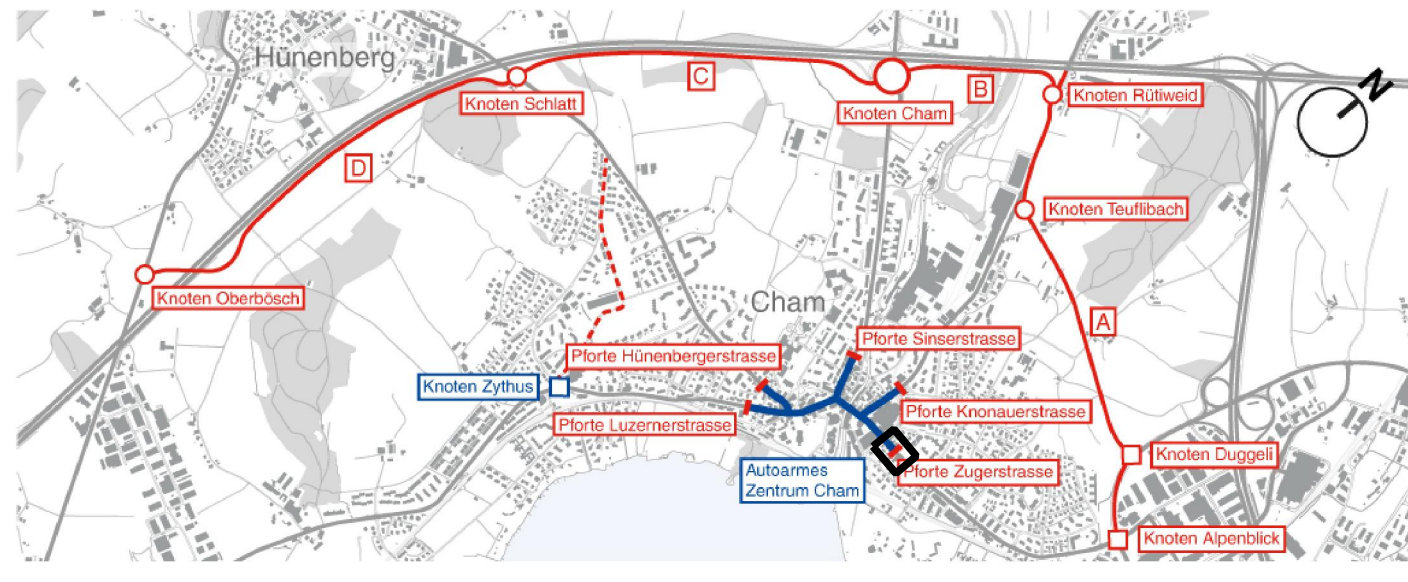 N
Hünenberg
C
B
Knoten Schlatt
Knoten Cham
Knoten Rütiweid
D
Knoten Teuflibach
Knoten Oberbösch
Cham
A
Pforte Sinserstrasse
Pforte Hünenbergerstrasse
Knoten Zythus
Pforte Knonauerstrasse
Pforte Luzernerstrasse
Knoten Duggeli
Autoarmes
Zentrum Cham
Pforte Zugerstrasse
Knoten Alpenblick